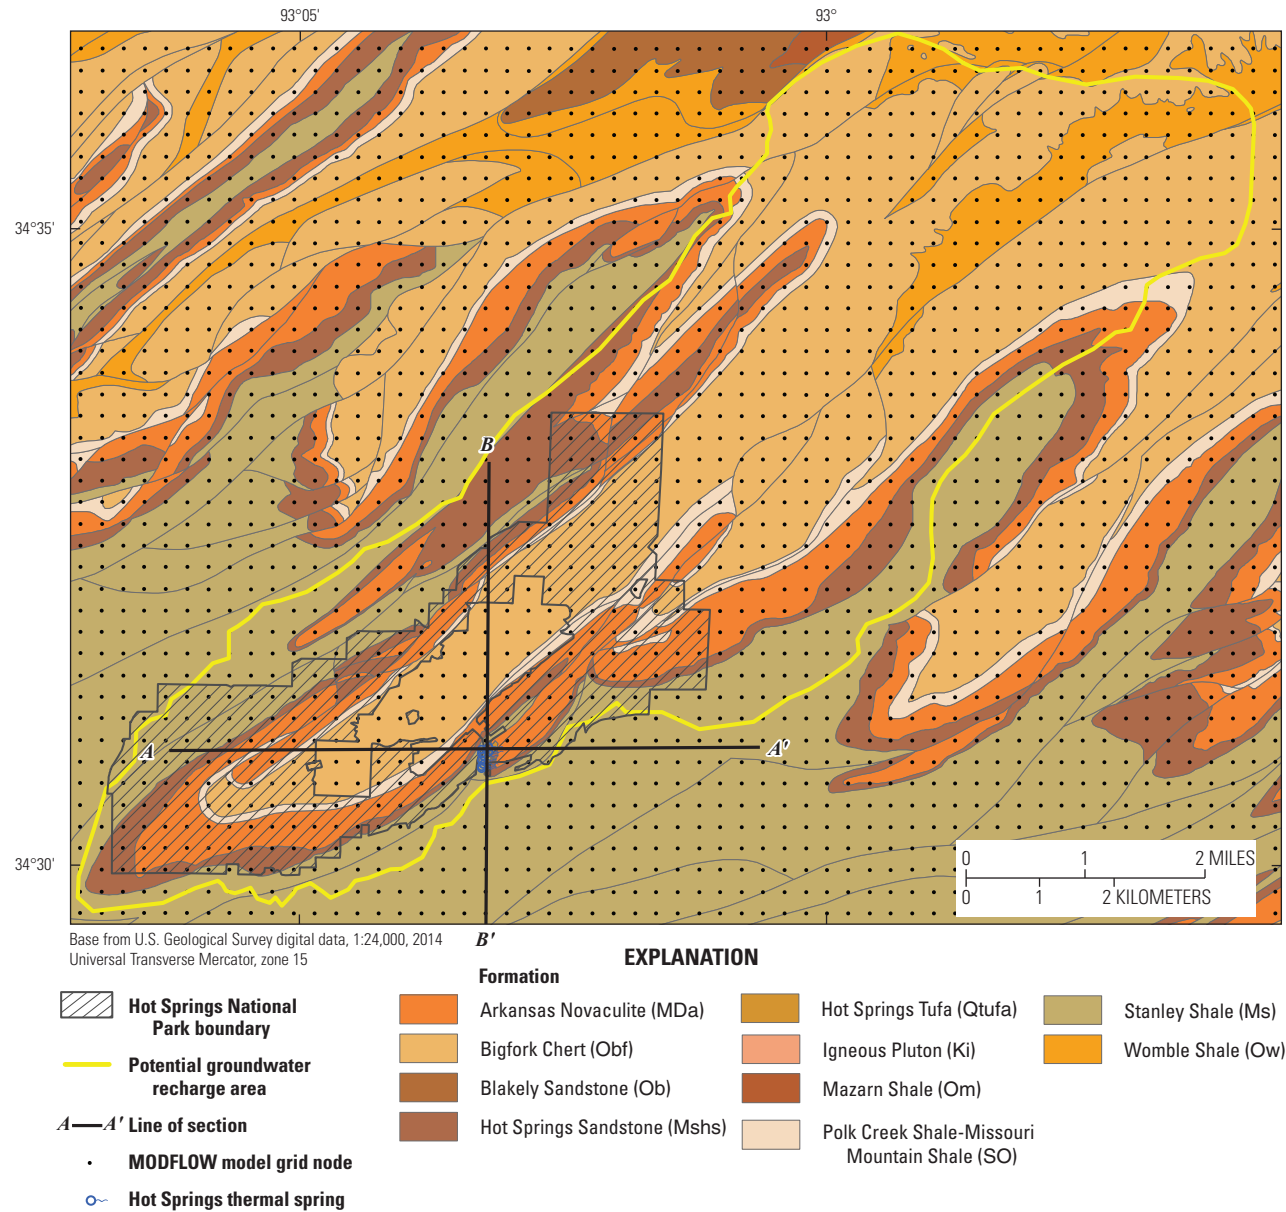 93°05'
93°
34°35'
B
A
A'
34°30'
0 1 2 MILES
0 1 2 KILOMETERS
Base from U.S. Geological Survey digital data, 1:24,000, 2014
Universal Transverse Mercator, zone 15
B'
EXPLANATION
Hot Springs National
Park boundary
Potential groundwater
recharge area
A A' Line of section
MODFLOW model grid node
Hot Springs thermal spring
Formation
Arkansas Novaculite (MDa)
Bigfork Chert (Obf)
Blakely Sandstone (Ob)
Hot Springs Sandstone (Mshs)
Hot Springs Tufa (Qtufa)
Igneous Pluton (Ki)
Mazarn Shale (Om)
Polk Creek Shale-Missouri
Mountain Shale (SO)
Stanley Shale (Ms)
Womble Shale (Ow)